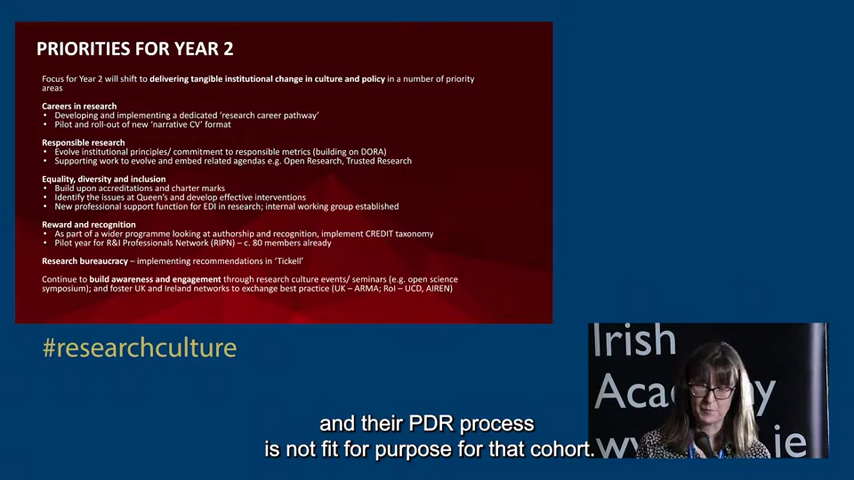 PRIORITIES FOR YEAR 2
Focus for Year 2 will shift to delivering tangible institutional change in culture and policy in a number of priority
areas
Careers in research
• Developing and implementing a dedicated 'research career pathway'
• Pilot and roll-out of new 'narrative CV' format
Responsible research
• Evolve institutional principles/ commitment to responsible metrics (building on DORA)
• Supporting work to evolve and embed related agendas e.g. Open Research, Trusted Research
Equality, diversity and inclusion
• Build upon accreditations and charter marks
• Identify the issues at Queen's and develop effective interventions
• New professional support function for EDI in research; internal working group established
Reward and recognition
• As part of a wider programme looking at authorship and recognition, implement CREDIT taxonomy
• Pilot year for R&I Professionals Network (RIPN) – c. 80 members already
Research bureaucracy – implementing recommendations in 'Tickell'
Continue to build awareness and engagement through research culture events/ seminars (e.g. open science
symposium); and foster UK and Ireland networks to exchange best practice (UK – ARMA; RoI – UCD, AIREN)
#researchculture
Irish
Aca y
w ie
and their PDR process
is not fit for purpose for that cohort.